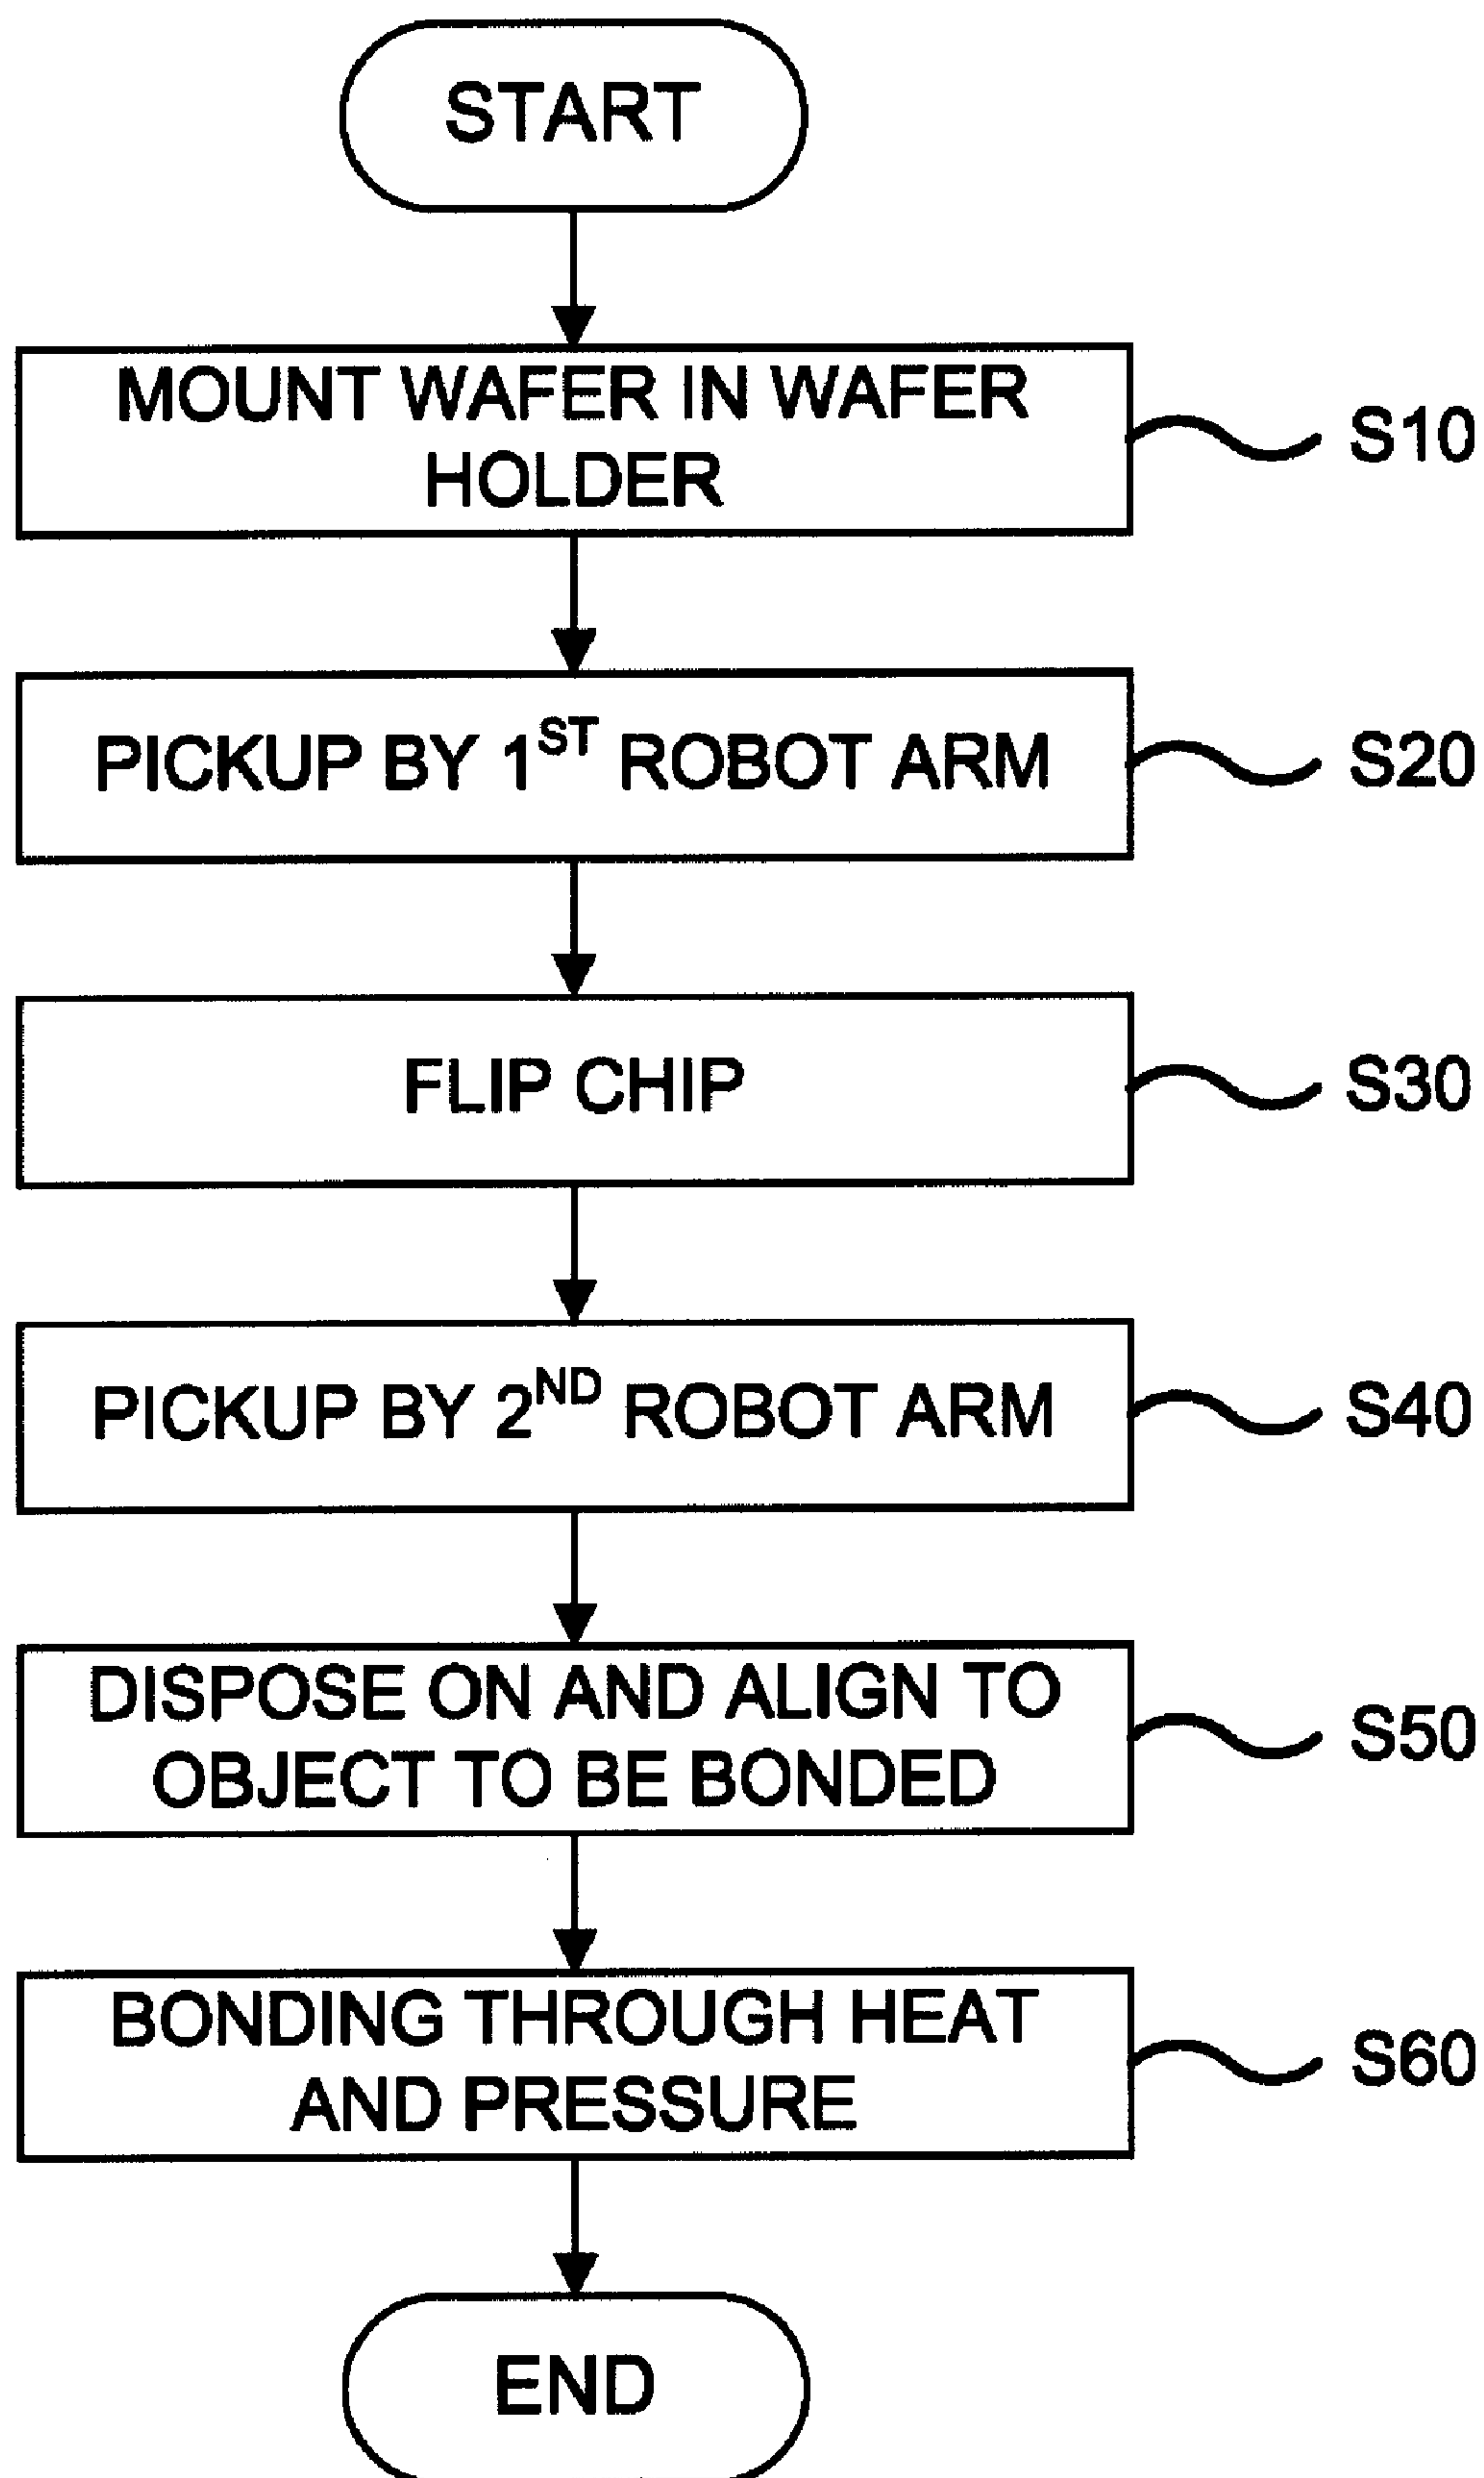 START
MOUNT WAFER IN WAFER
HOLDER
S10
PICKUP BY 1ST ROBOT ARM
S20
FLIP CHIP
S30
PICKUP BY 2ND ROBOT ARM
S40
DISPOSE ON AND ALIGN TO
OBJECT TO BE BONDED
S50
BONDING THROUGH HEAT
AND PRESSURE
S60
END